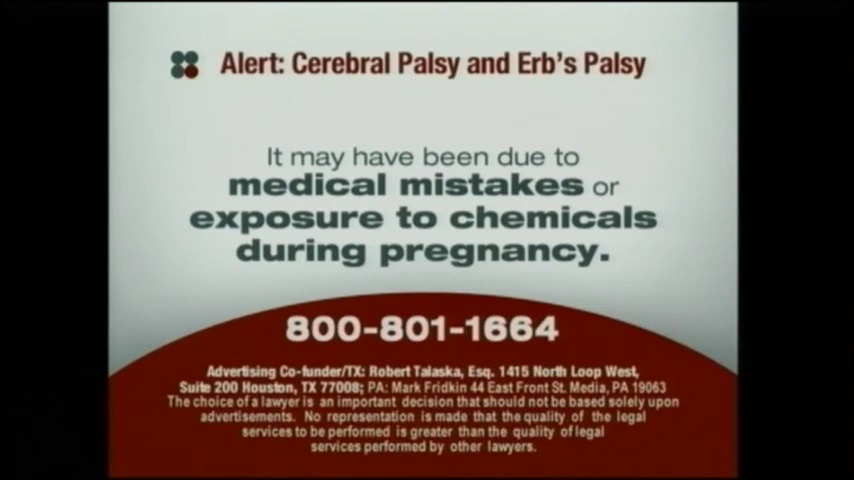 Alert: Cerebral Palsy and Erb's Palsy
It may have been due to
medical mistakes or
exposure to chemicals
during pregnancy.
800-801-1664
Advertising Co-funder/TX: Robert Talaska, Esq. 1415 North Loop West,
Suite 200 Houston, TX 77008; PA: Mark Fridkin 44 East Front St. Media, PA 19063
The choice of a lawyer is an important decision that should not be based solely upon
advertisements. No representation is made that the quality of the legal
services to be performed is greater than the quality of legal
services performed by other lawyers.